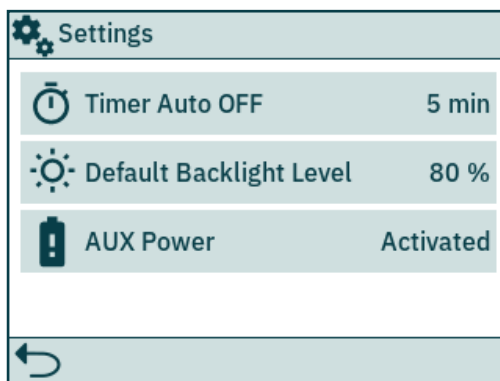 Settings
Timer Auto OFF 5 min
Default Backlight Level 80 %
AUX Power Activated